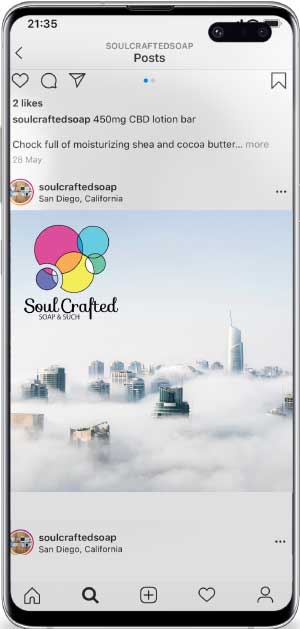 21:35
SOULCRAFTEDSOAP
Posts
2 likes
soulcraftedsoap 450mg CBD lotion bar
Chock full of moisturizing shea and cocoa butter... more
28 May
soulcraftedsoap
San Diego, California
Soul Crafted
SOAP & SUCH
soulcraftedsoap
San Diego, California